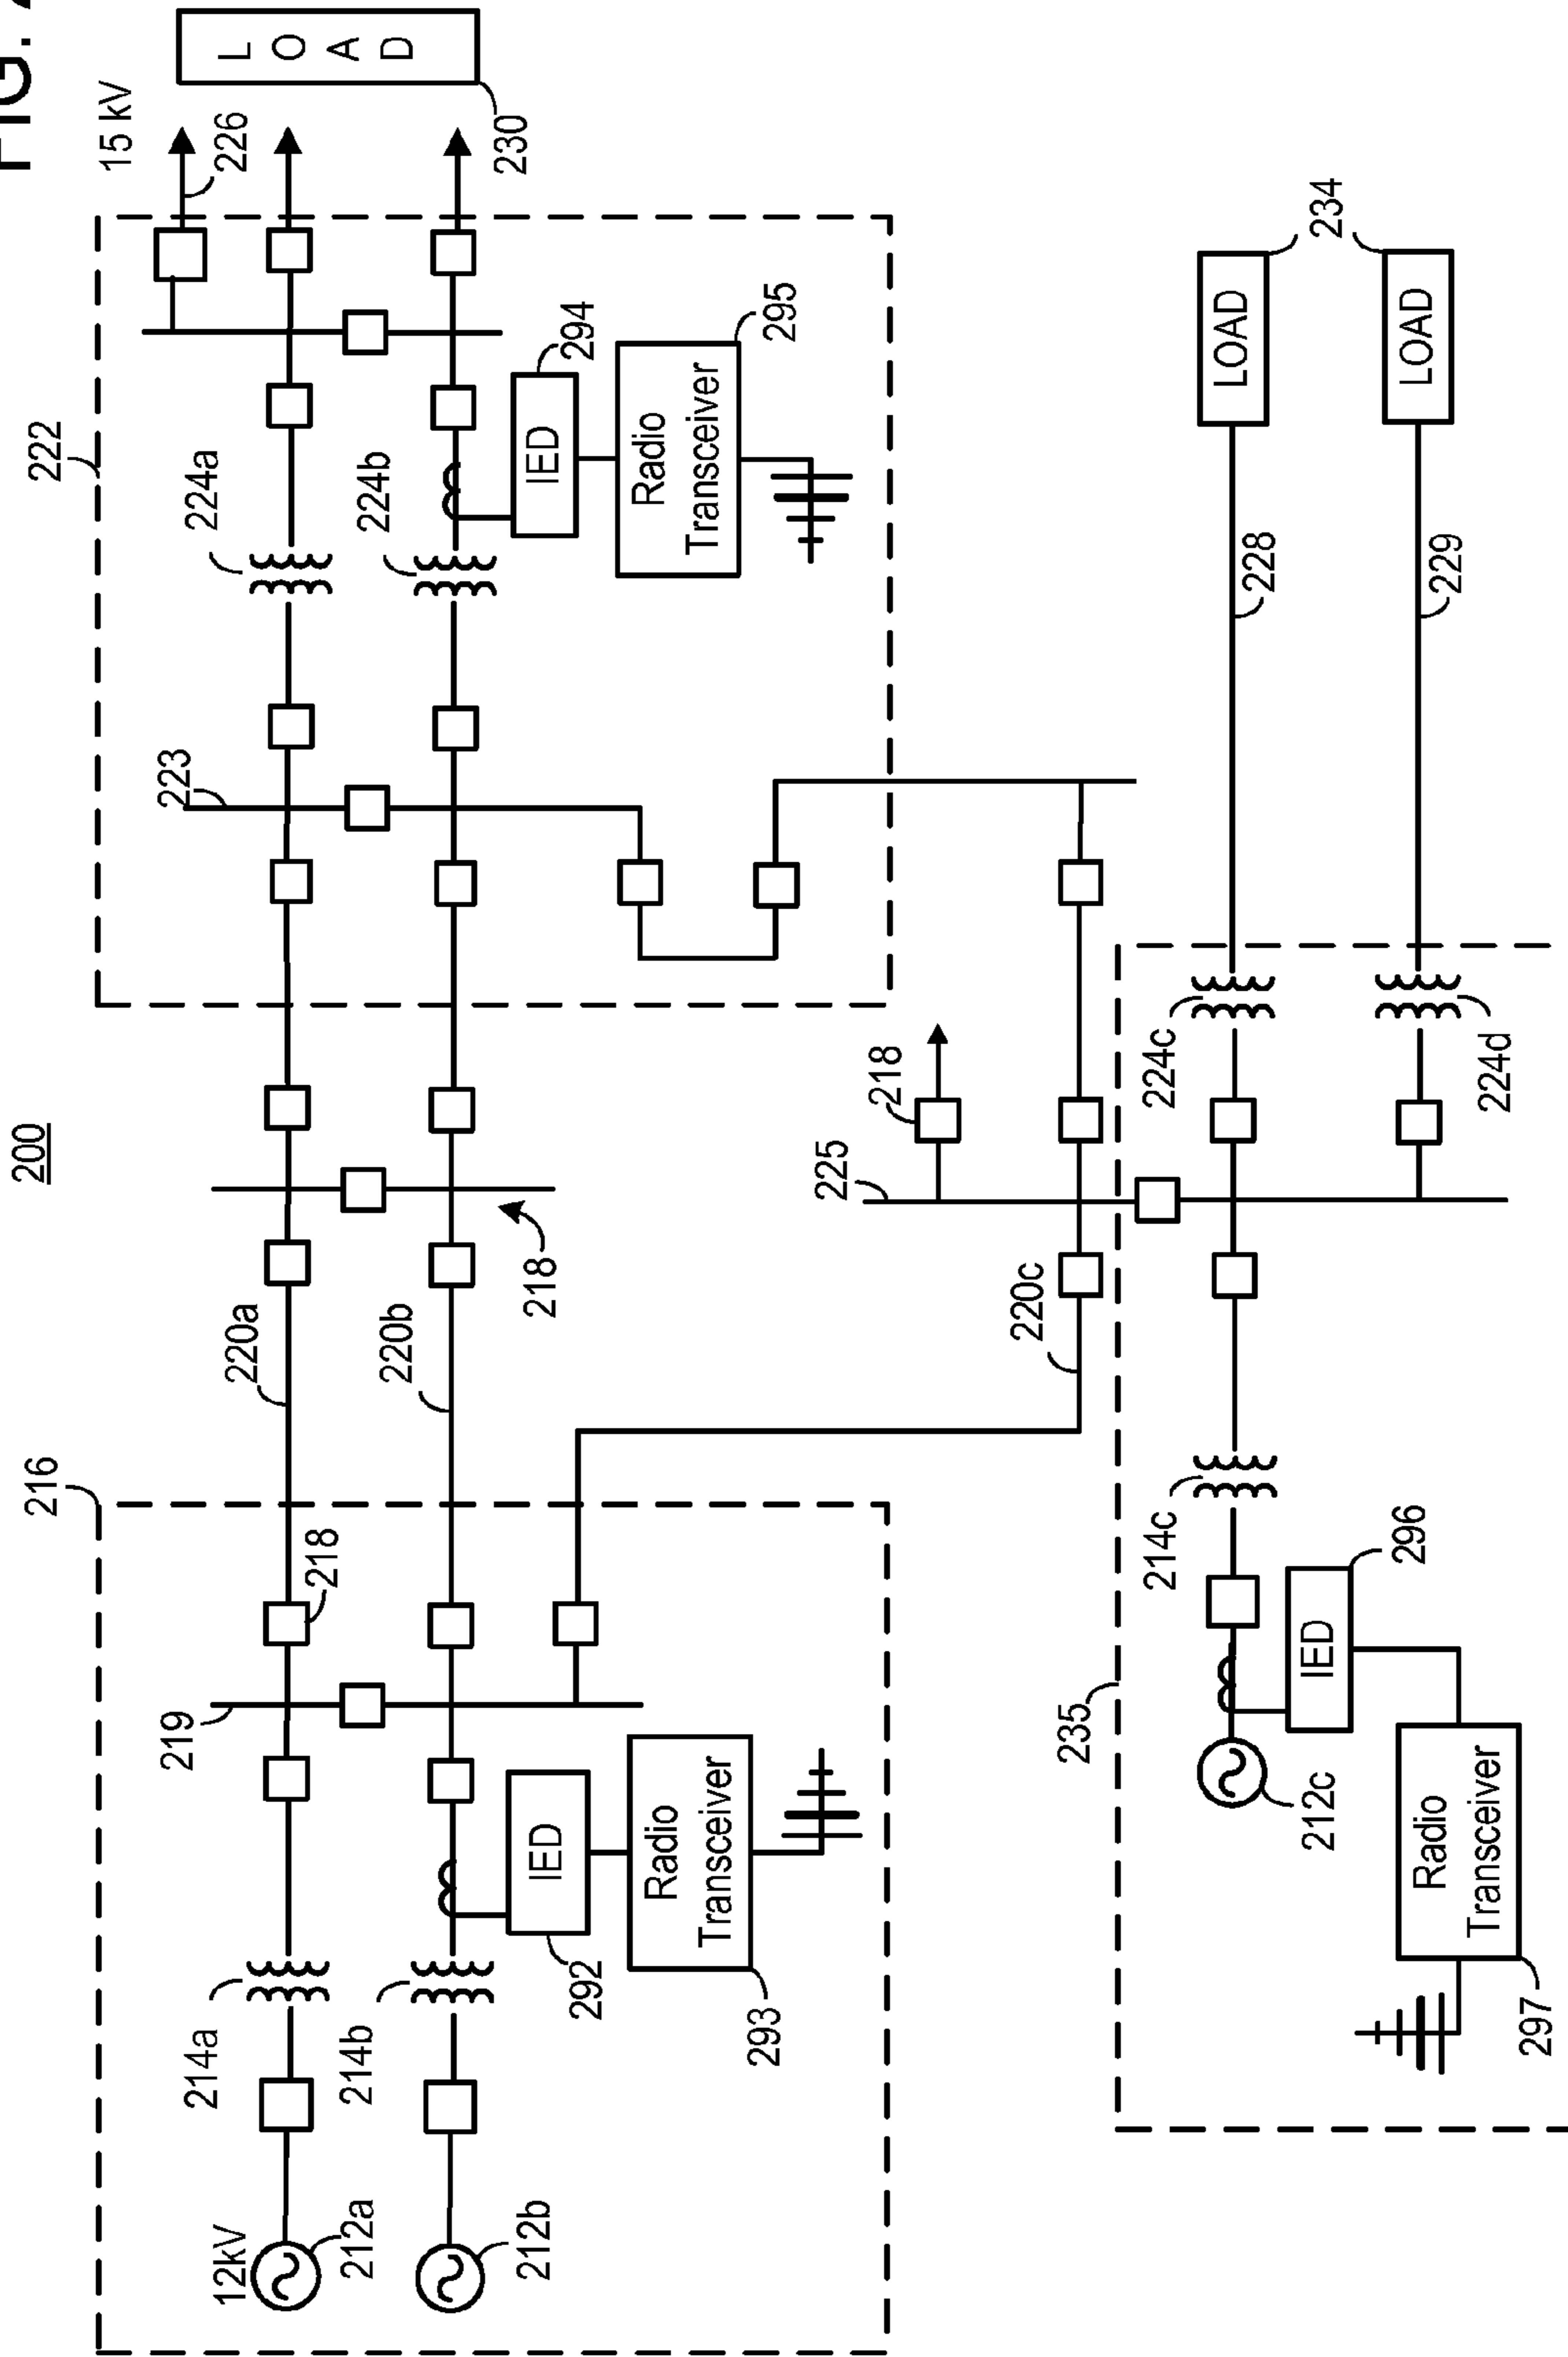 FIG.
200
216
222
12kV
212a
214a
219
218
220a
223
224a
15 kV
226
LOAD
230
212b
214b
220b
218
224b
292
IED
293
Radio
Transceiver
294
IED
295
Radio
Transceiver
225
218
220c
235
212c
214c
296
IED
297
Radio
Transceiver
224c
228
LOAD
234
224d
229
LOAD